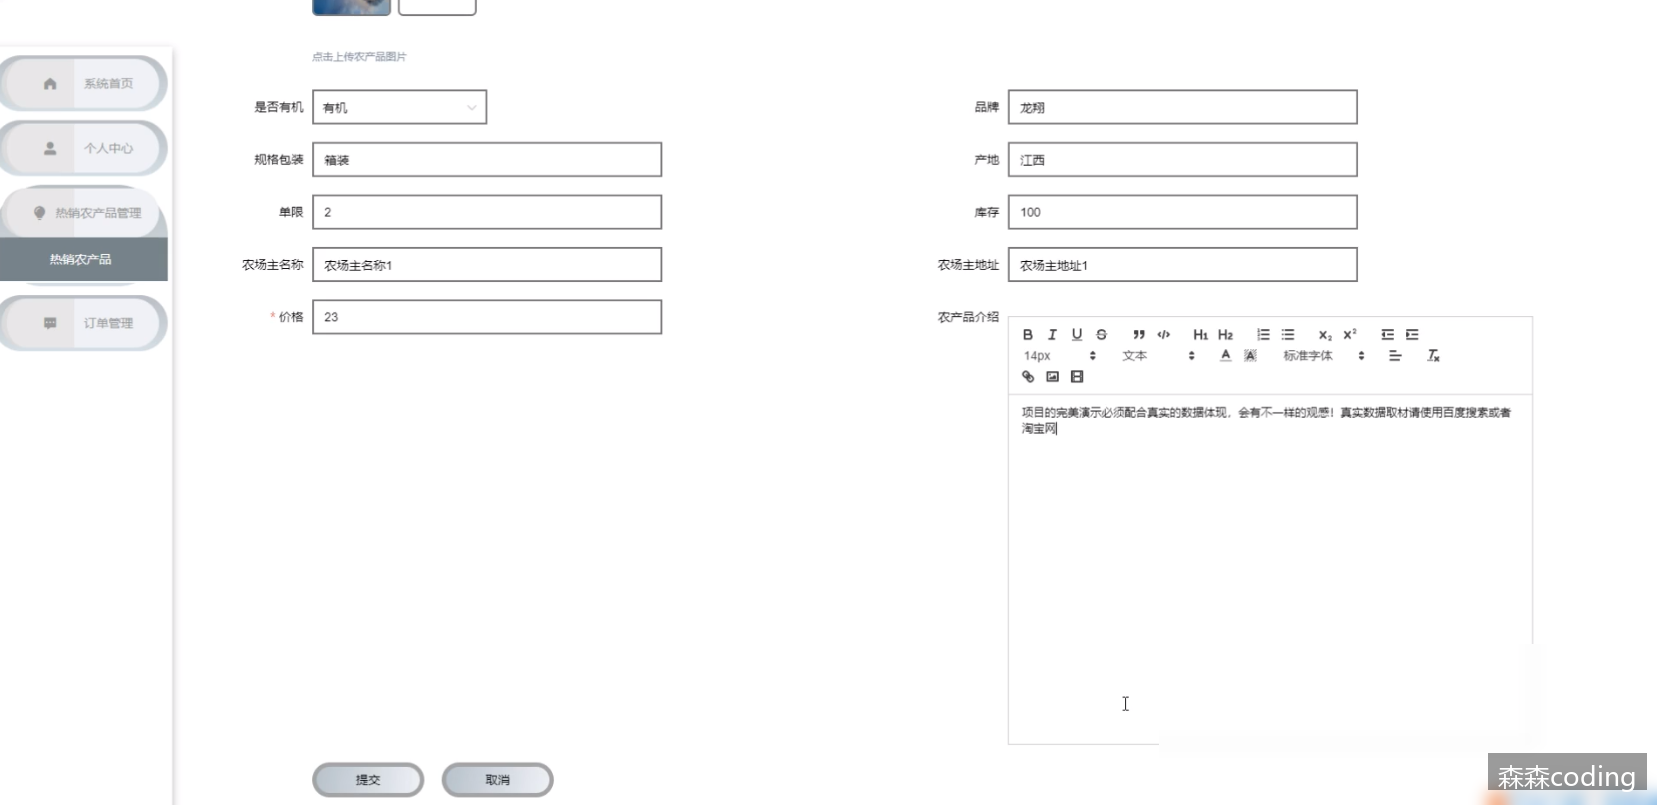 点击上传农产品图片
系统首页
个人中心
热销农产品管理
热销农产品
订单管理
是否有机 有机
品牌 龙翔
规格包装 箱装
产地 江西
单限 2
库存 100
农场主名称 农场主名称1
农场主地址 农场主地址1
* 价格 23
农产品介绍
B I U S H1 H2 X2 X2
14px 文本 A A 标准字体 Tx
项目的完美演示必须配合真实的数据体现，会有不一样的观感！真实数据取材请使用百度搜索或者
淘宝网
提交 取消
森森coding